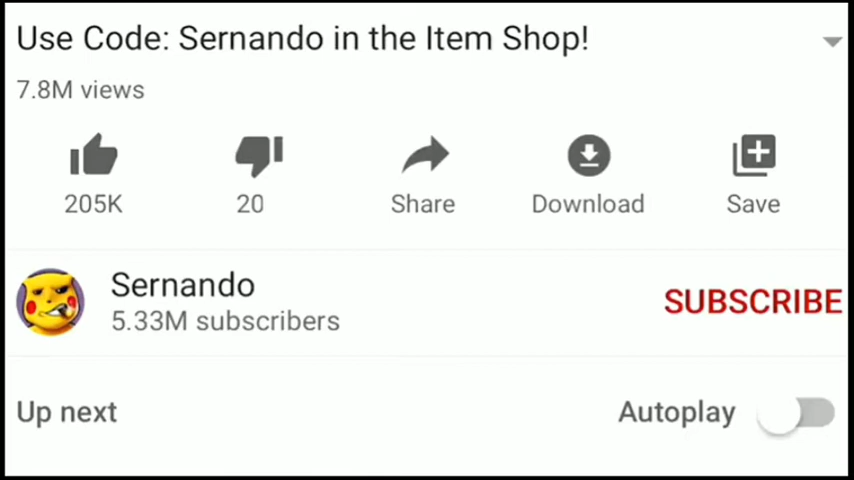 Use Code: Sernando in the Item Shop!
7.8M views
205K 20 Share Download Save
Sernando
5.33M subscribers
SUBSCRIBE
Up next Autoplay